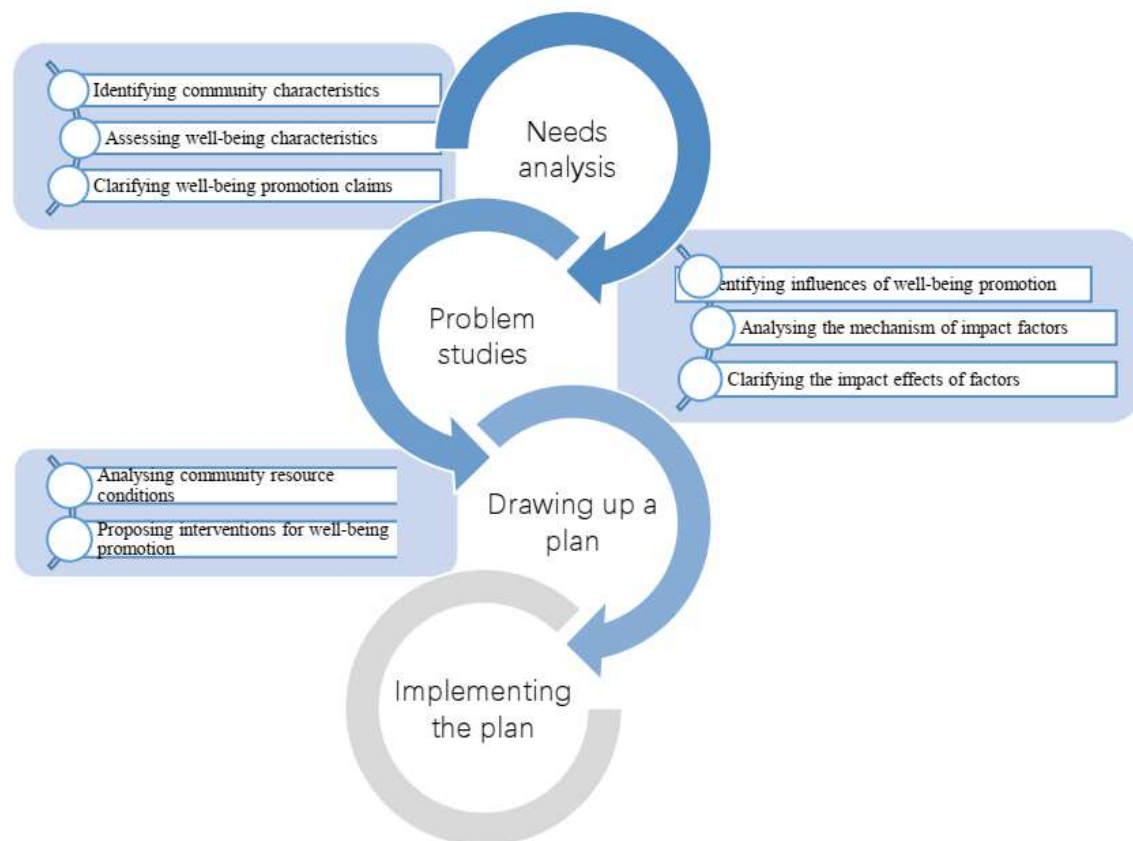 Identifying community characteristics
Assessing well-being characteristics
Clarifying well-being promotion claims
Needs
analysis
entifying influences of well-being promotion
Analysing the mechanism of impact factors
Clarifying the impact effects of factors
Problem
studies
Analysing community resource
conditions
Proposing interventions for well-being
promotion
Drawing up a
plan
Implementing
the plan